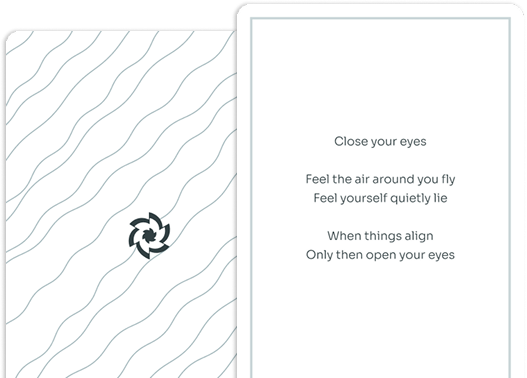 Close your eyes
Feel the air around you fly
Feel yourself quietly lie
When things align
Only then open your eyes